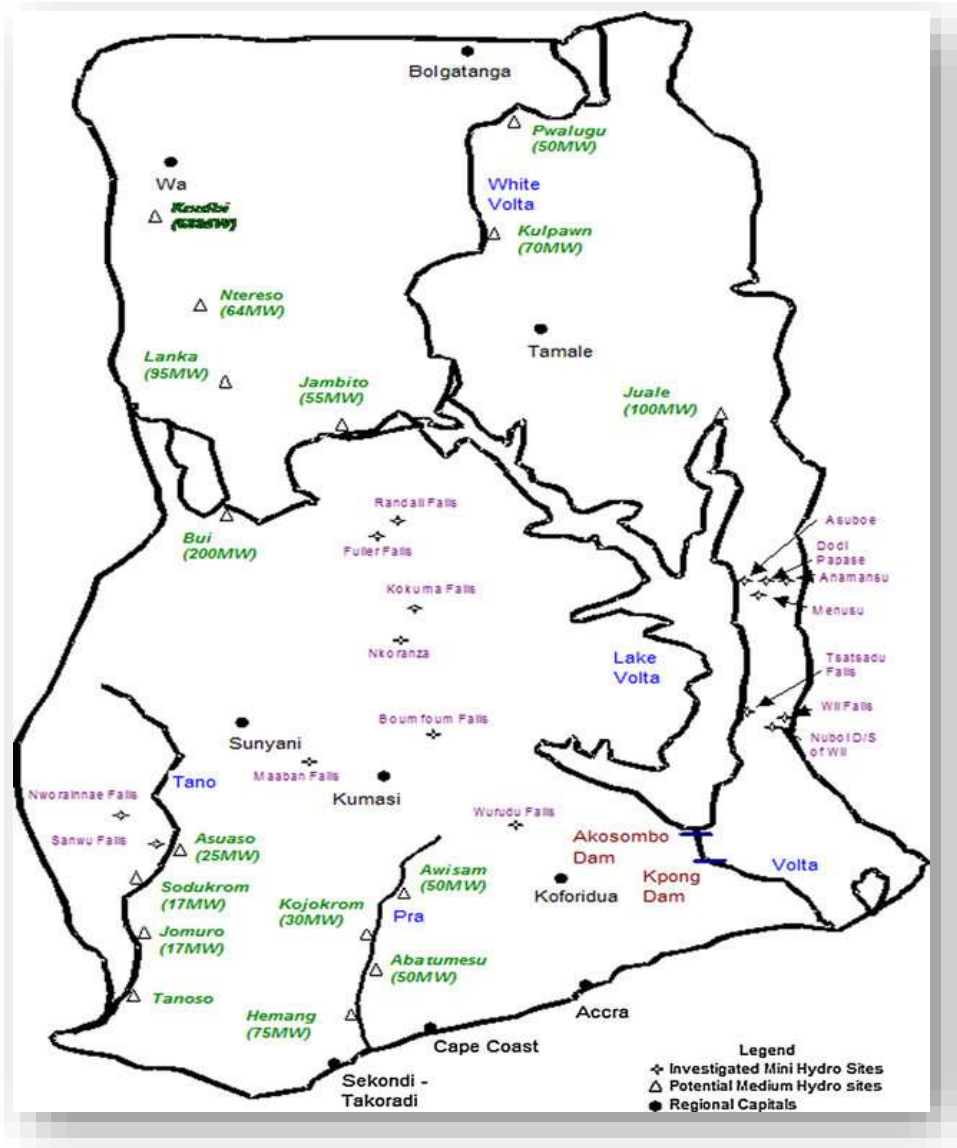 Bolgatanga
Pwalugu
(50MW)
Wa
White
Volta
Kulpawn
(70MW)
Ntereso
(64MW)
Tamale
Lanka
(95MW)
Jambito
(55MW)
Juale
(100MW)
Randall Falls
Asuboe
Bui
(200MW)
Fuller Falls
Dodi
Papase
Anamansu
Kokuma Falls
Menusu
Nkoranza
Lake
Volta
Tsatsadu
Falls
Boumfoum Falls
Wli Falls
Sunyani
Nubol D/S
of Wli
Tano
Maaban Falls
Kumasi
Nworannae Falls
Wurudu Falls
Sanwu Falls
Asuaso
(25MW)
Akosombo
Dam
Volta
Awisam
(50MW)
Kpong
Dam
Sodukrom
(17MW)
Koforidua
Kojokrom
(30MW)
Pra
Jomuro
(17MW)
Abatumesu
(50MW)
Tanoso
Hemang
(75MW)
Accra
Cape Coast
Sekondi -
Takoradi
Legend
Investigated Mini Hydro Sites
Potential Medium Hydro sites
Regional Capitals